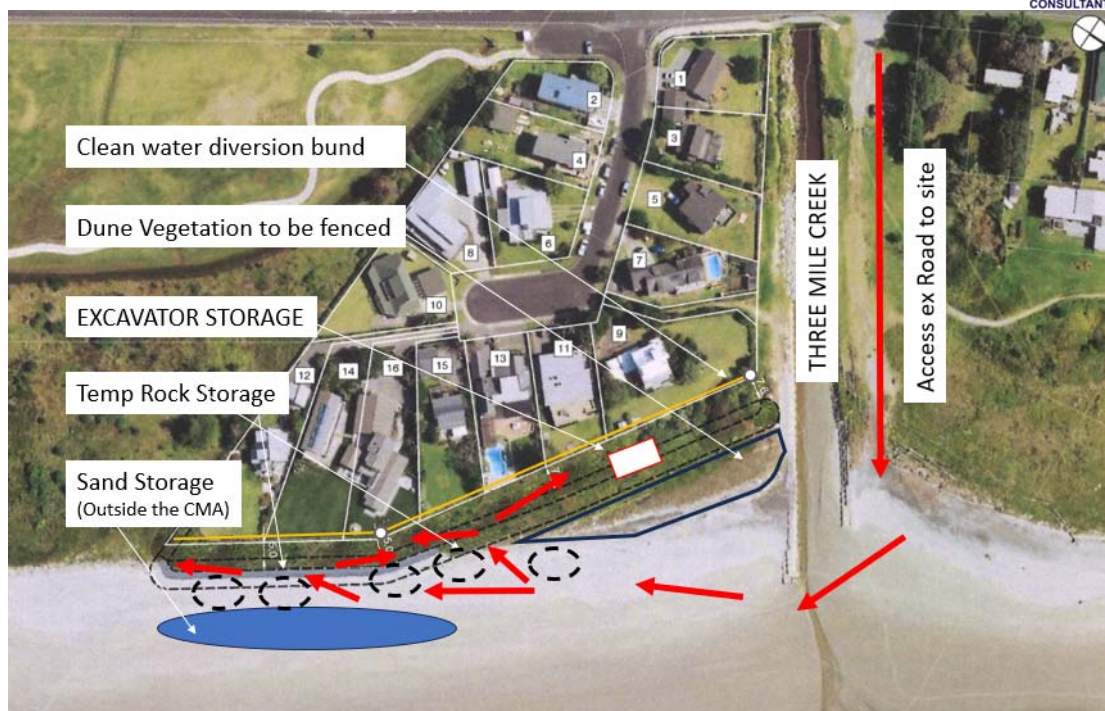 CONSULTANT
Clean water diversion bund
Dune Vegetation to be fenced
EXCAVATOR STORAGE
Temp Rock Storage
Sand Storage
(Outside the CMA)
THREE MILE CREEK
Access ex Road to site
1
2
3
4
5
6
7
8
9
10
11
12
13
14
15
16
5.0